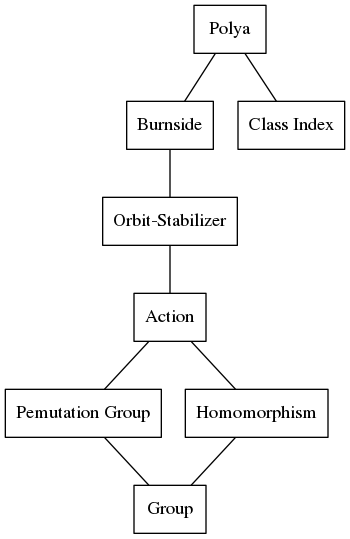 Polya
Burnside
Class Index
Orbit-Stabilizer
Action
Pemutation Group
Homomorphism
Group